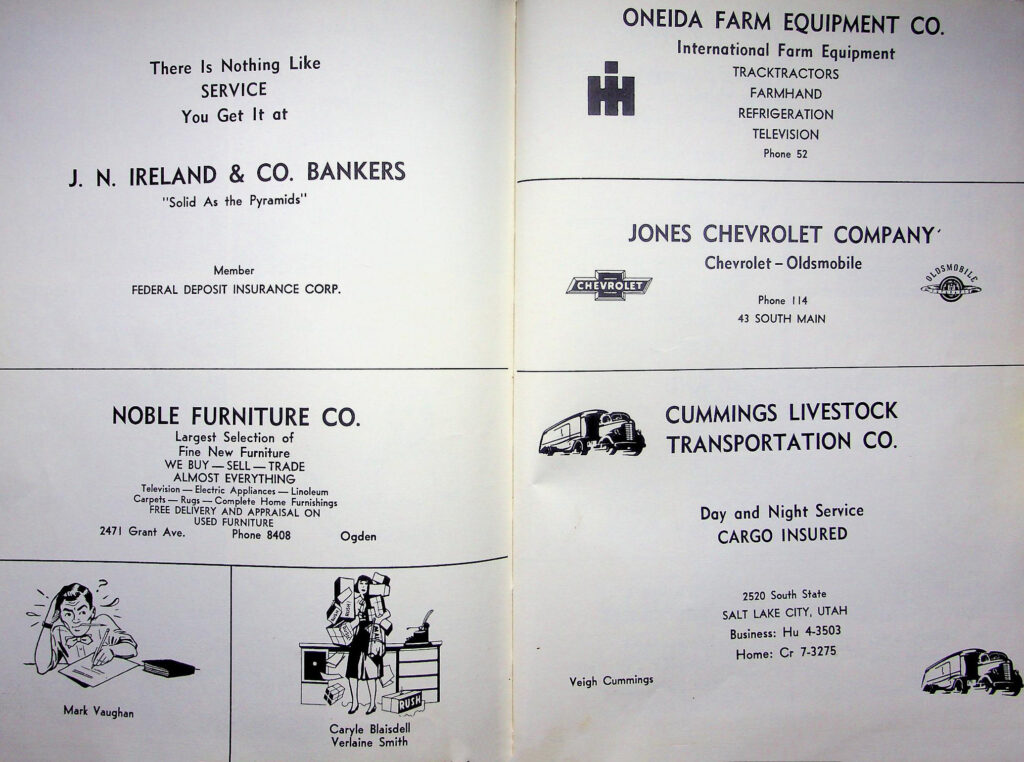 There Is Nothing Like
SERVICE
You Get It at
J. N. IRELAND & CO. BANKERS
"Solid As the Pyramids"
Member
FEDERAL DEPOSIT INSURANCE CORP.
NOBLE FURNITURE CO.
Largest Selection of
Fine New Furniture
WE BUY — SELL — TRADE
ALMOST EVERYTHING
Television — Electric Appliances — Linoleum
Carpets — Rugs — Complete Home Furnishings
FREE DELIVERY AND APPRAISAL ON
USED FURNITURE
2471 Grant Ave. Phone 8408 Ogden
?
Mark Vaughan
RUSH
RUSH
Caryle Blaisdell
Verlaine Smith
ONEIDA FARM EQUIPMENT CO.
International Farm Equipment
TRACKTRACTORS
FARMHAND
REFRIGERATION
TELEVISION
Phone 52
JONES CHEVROLET COMPANY
Chevrolet – Oldsmobile
CHEVROLET
OLDSMOBILE
Phone 114
43 SOUTH MAIN
CUMMINGS LIVESTOCK
TRANSPORTATION CO.
Day and Night Service
CARGO INSURED
2520 South State
SALT LAKE CITY, UTAH
Business: Hu 4-3503
Home: Cr 7-3275
Veigh Cummings